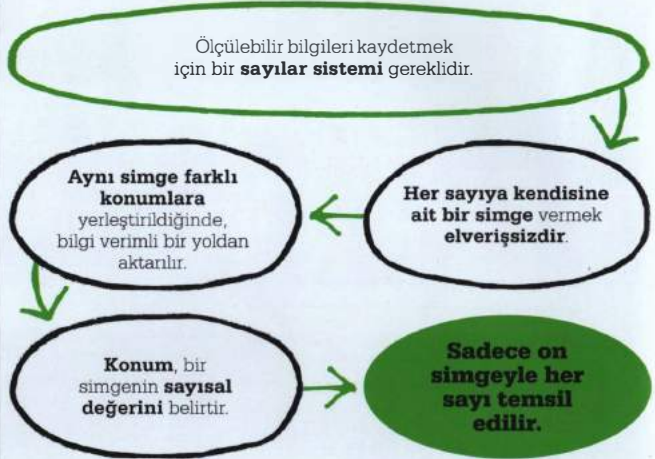 Ölçülebilir bilgileri kaydetmek
için bir sayılar sistemi gereklidir.
Her sayıya kendisine
ait bir simge vermek
elverişsizdir.
Aynı simge farklı
konumlara
yerleştirildiğinde,
bilgi verimli bir yoldan
aktarılır.
Konum, bir
simgenin sayısal
değerini belirtir.
Sadece on
simgeyle her
sayı temsil
edilir.